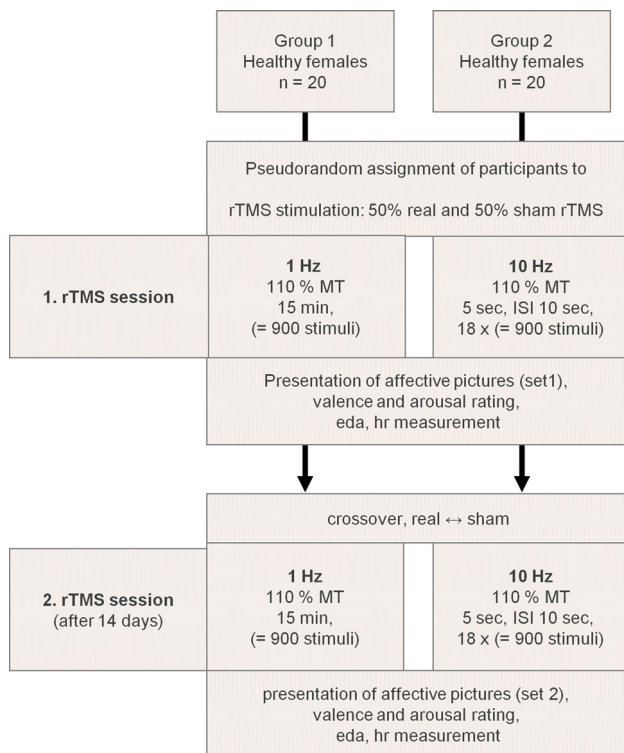 Group 1
Healthy females
n = 20
Group 2
Healthy females
n = 20
Pseudorandom assignment of participants to
rTMS stimulation: 50% real and 50% sham rTMS
1. rTMS session
1 Hz
110 % MT
15 min,
(= 900 stimuli)
10 Hz
110 % MT
5 sec, ISI 10 sec,
18 x (= 900 stimuli)
Presentation of affective pictures (set1),
valence and arousal rating,
eda, hr measurement
crossover, real ↔ sham
2. rTMS session
(after 14 days)
1 Hz
110 % MT
15 min,
(= 900 stimuli)
10 Hz
110 % MT
5 sec, ISI 10 sec,
18 x (= 900 stimuli)
presentation of affective pictures (set 2),
valence and arousal rating,
eda, hr measurement